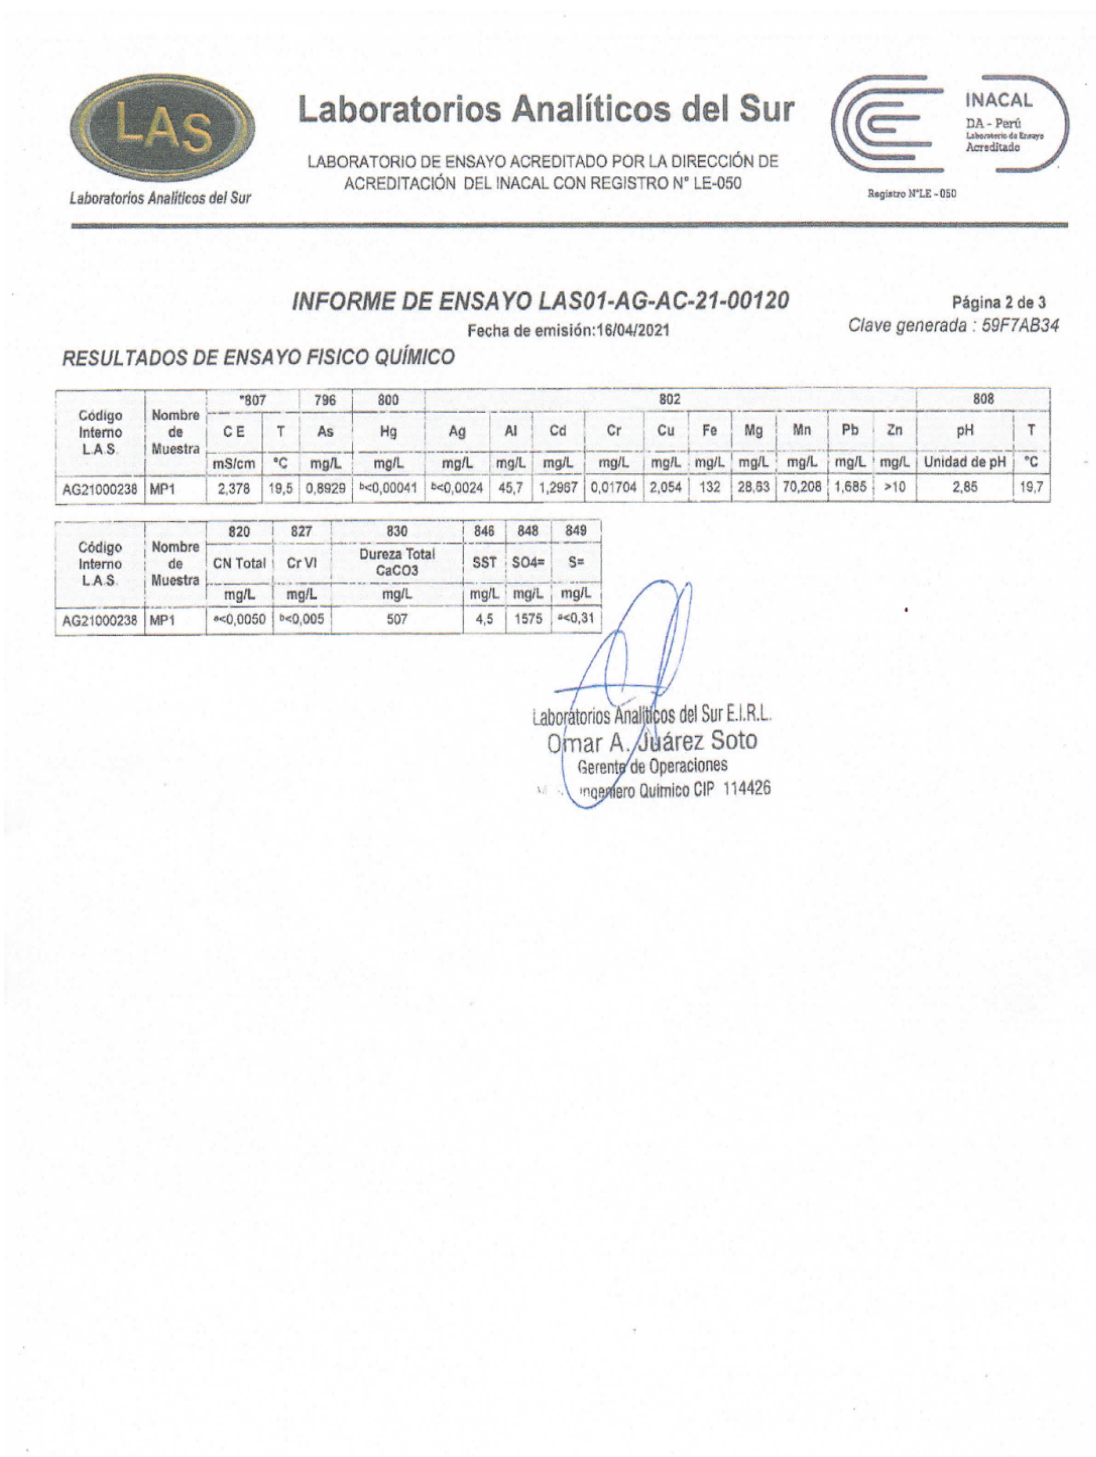 LAS
Laboratorios Analíticos del Sur
Laboratorios Analíticos del Sur
LABORATORIO DE ENSAYO ACREDITADO POR LA DIRECCIÓN DE
ACREDITACIÓN DEL INACAL CON REGISTRO N° LE-050
INACAL
DA - Perú
Laboratorio de Ensayo
Acreditado
Registro N°LE - 050
INFORME DE ENSAYO LAS01-AG-AC-21-00120
Página 2 de 3
Fecha de emisión:16/04/2021
Clave generada : 59F7AB34
RESULTADOS DE ENSAYO FISICO QUÍMICO
Código Interno L.A.S. Nombre de Muestra *807 796 800 802 808
C E T As Hg Ag Al Cd Cr Cu Fe Mg Mn Pb Zn pH T
mS/cm °C mg/L mg/L mg/L mg/L mg/L mg/L mg/L mg/L mg/L mg/L mg/L mg/L Unidad de pH °C
AG21000238 MP1 2,378 19,5 0,8929 b<0,00041 b<0,0024 45,7 1,2967 0,01704 2,054 132 28,63 70,208 1,685 >10 2,85 19,7
Código Interno L.A.S. Nombre de Muestra 820 827 830 846 848 849
CN Total Cr VI Dureza Total CaCO3 SST SO4= S=
mg/L mg/L mg/L mg/L mg/L mg/L
AG21000238 MP1 a<0,0050 b<0,005 507 4,5 1575 a<0,31
Laboratorios Analíticos del Sur E.I.R.L.
Omar A. Juárez Soto
Gerente de Operaciones
Ingeniero Químico CIP 114426